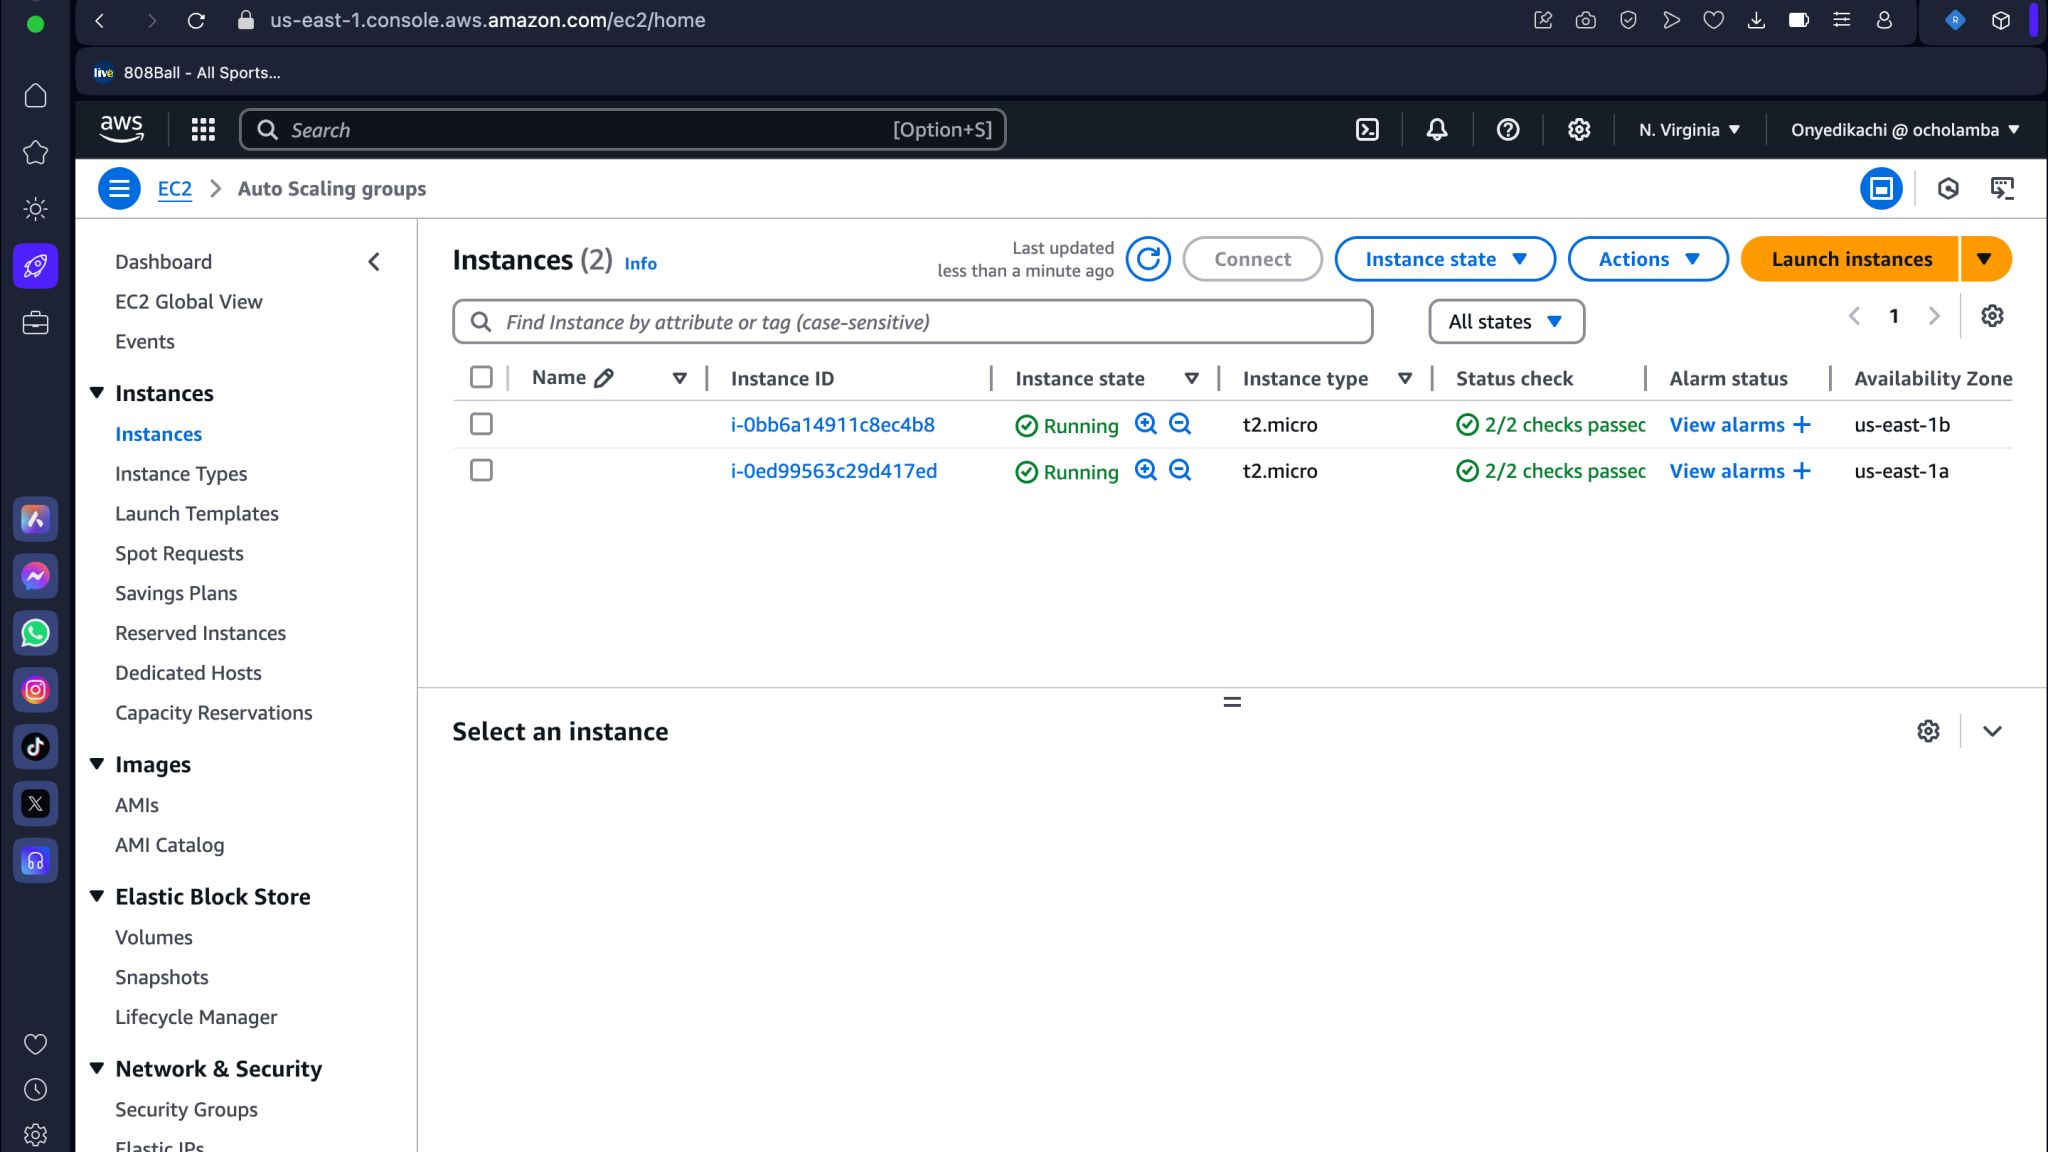 us-east-1.console.aws.amazon.com/ec2/home
live 808Ball - All Sports...
aws Search [Option+S] N. Virginia Onyedikachi @ ocholamba
EC2 Auto Scaling groups
Dashboard
EC2 Global View
Events
Instances
Instances
Instance Types
Launch Templates
Spot Requests
Savings Plans
Reserved Instances
Dedicated Hosts
Capacity Reservations
Images
AMIs
AMI Catalog
Elastic Block Store
Volumes
Snapshots
Lifecycle Manager
Network & Security
Security Groups
Elastic IPs
Instances (2) Info
Last updated
less than a minute ago
Connect Instance state Actions Launch instances
Find Instance by attribute or tag (case-sensitive) All states 1
Name Instance ID Instance state Instance type Status check Alarm status Availability Zone
i-0bb6a14911c8ec4b8 Running t2.micro 2/2 checks passec View alarms + us-east-1b
i-0ed99563c29d417ed Running t2.micro 2/2 checks passec View alarms + us-east-1a
Select an instance